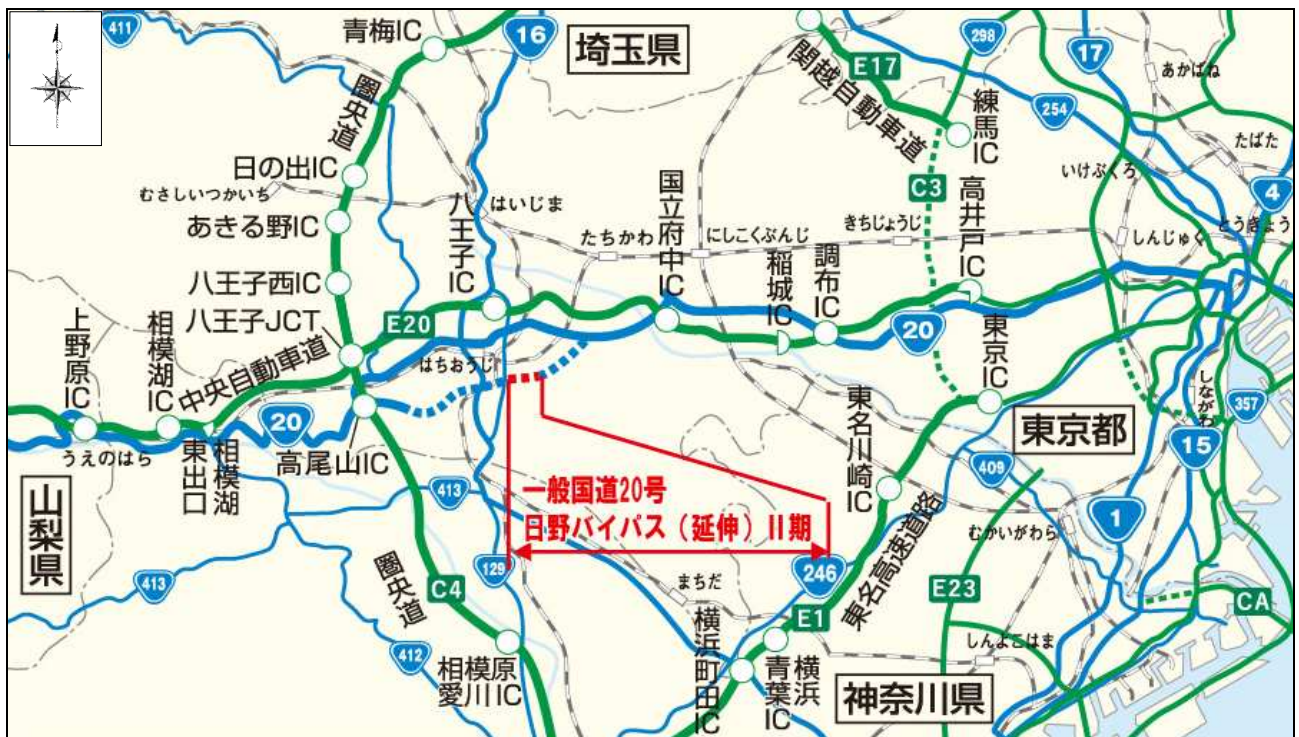 411
青梅IC
16
埼玉県
298
17
関越自動車道
E17
あかばね
練馬IC
254
圏央道
日の出IC
むさしいつかいち
はいじま
八王子IC
国立府中IC
たちかわ
にしこくぶんじ
きちじょうじ
C3
高井戸IC
いけぶくろ
たばた
4
しんじゅく
とうきょう
あきる野IC
八王子西IC
八王子JCT
E20
稲城IC
調布IC
20
東京IC
上野原IC
相模湖IC
中央自動車道
はちおうじ
うえのはら
20
相模湖
東出口
高尾山IC
東名川崎IC
東京都
しながわ
357
15
409
山梨県
413
413
一般国道20号
日野バイパス(延伸)II期
東名高速道路
むかいがわら
1
圏央道
C4
129
246
まちだ
E1
E23
CA
412
相模原
愛川IC
横浜町田IC
横浜
青葉IC
しんよこはま
神奈川県